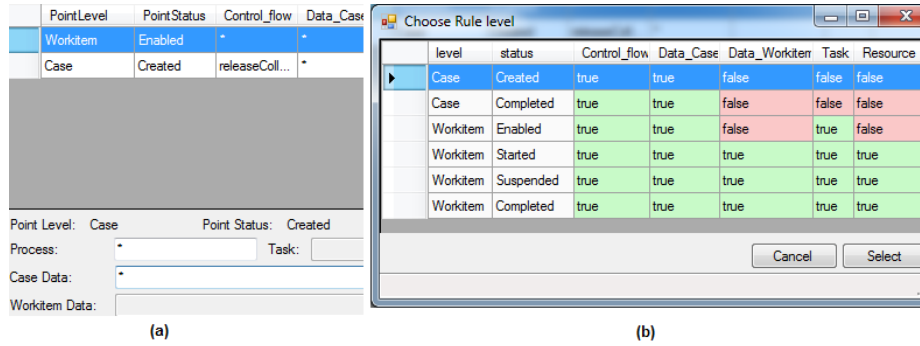 PointLevel PointStatus Control_flow Data_Case
Workitem Enabled * *
Case Created releaseColl... *
Point Level: Case Point Status: Created
Process: * Task:
Case Data: *
Workitem Data:
(a)
Choose Rule level
level status Control_flow Data_Case Data_Workitem Task Resource
Case Created true true false false false
Case Completed true true false false false
Workitem Enabled true true false true false
Workitem Started true true true true true
Workitem Suspended true true true true true
Workitem Completed true true true true true
Cancel Select
(b)